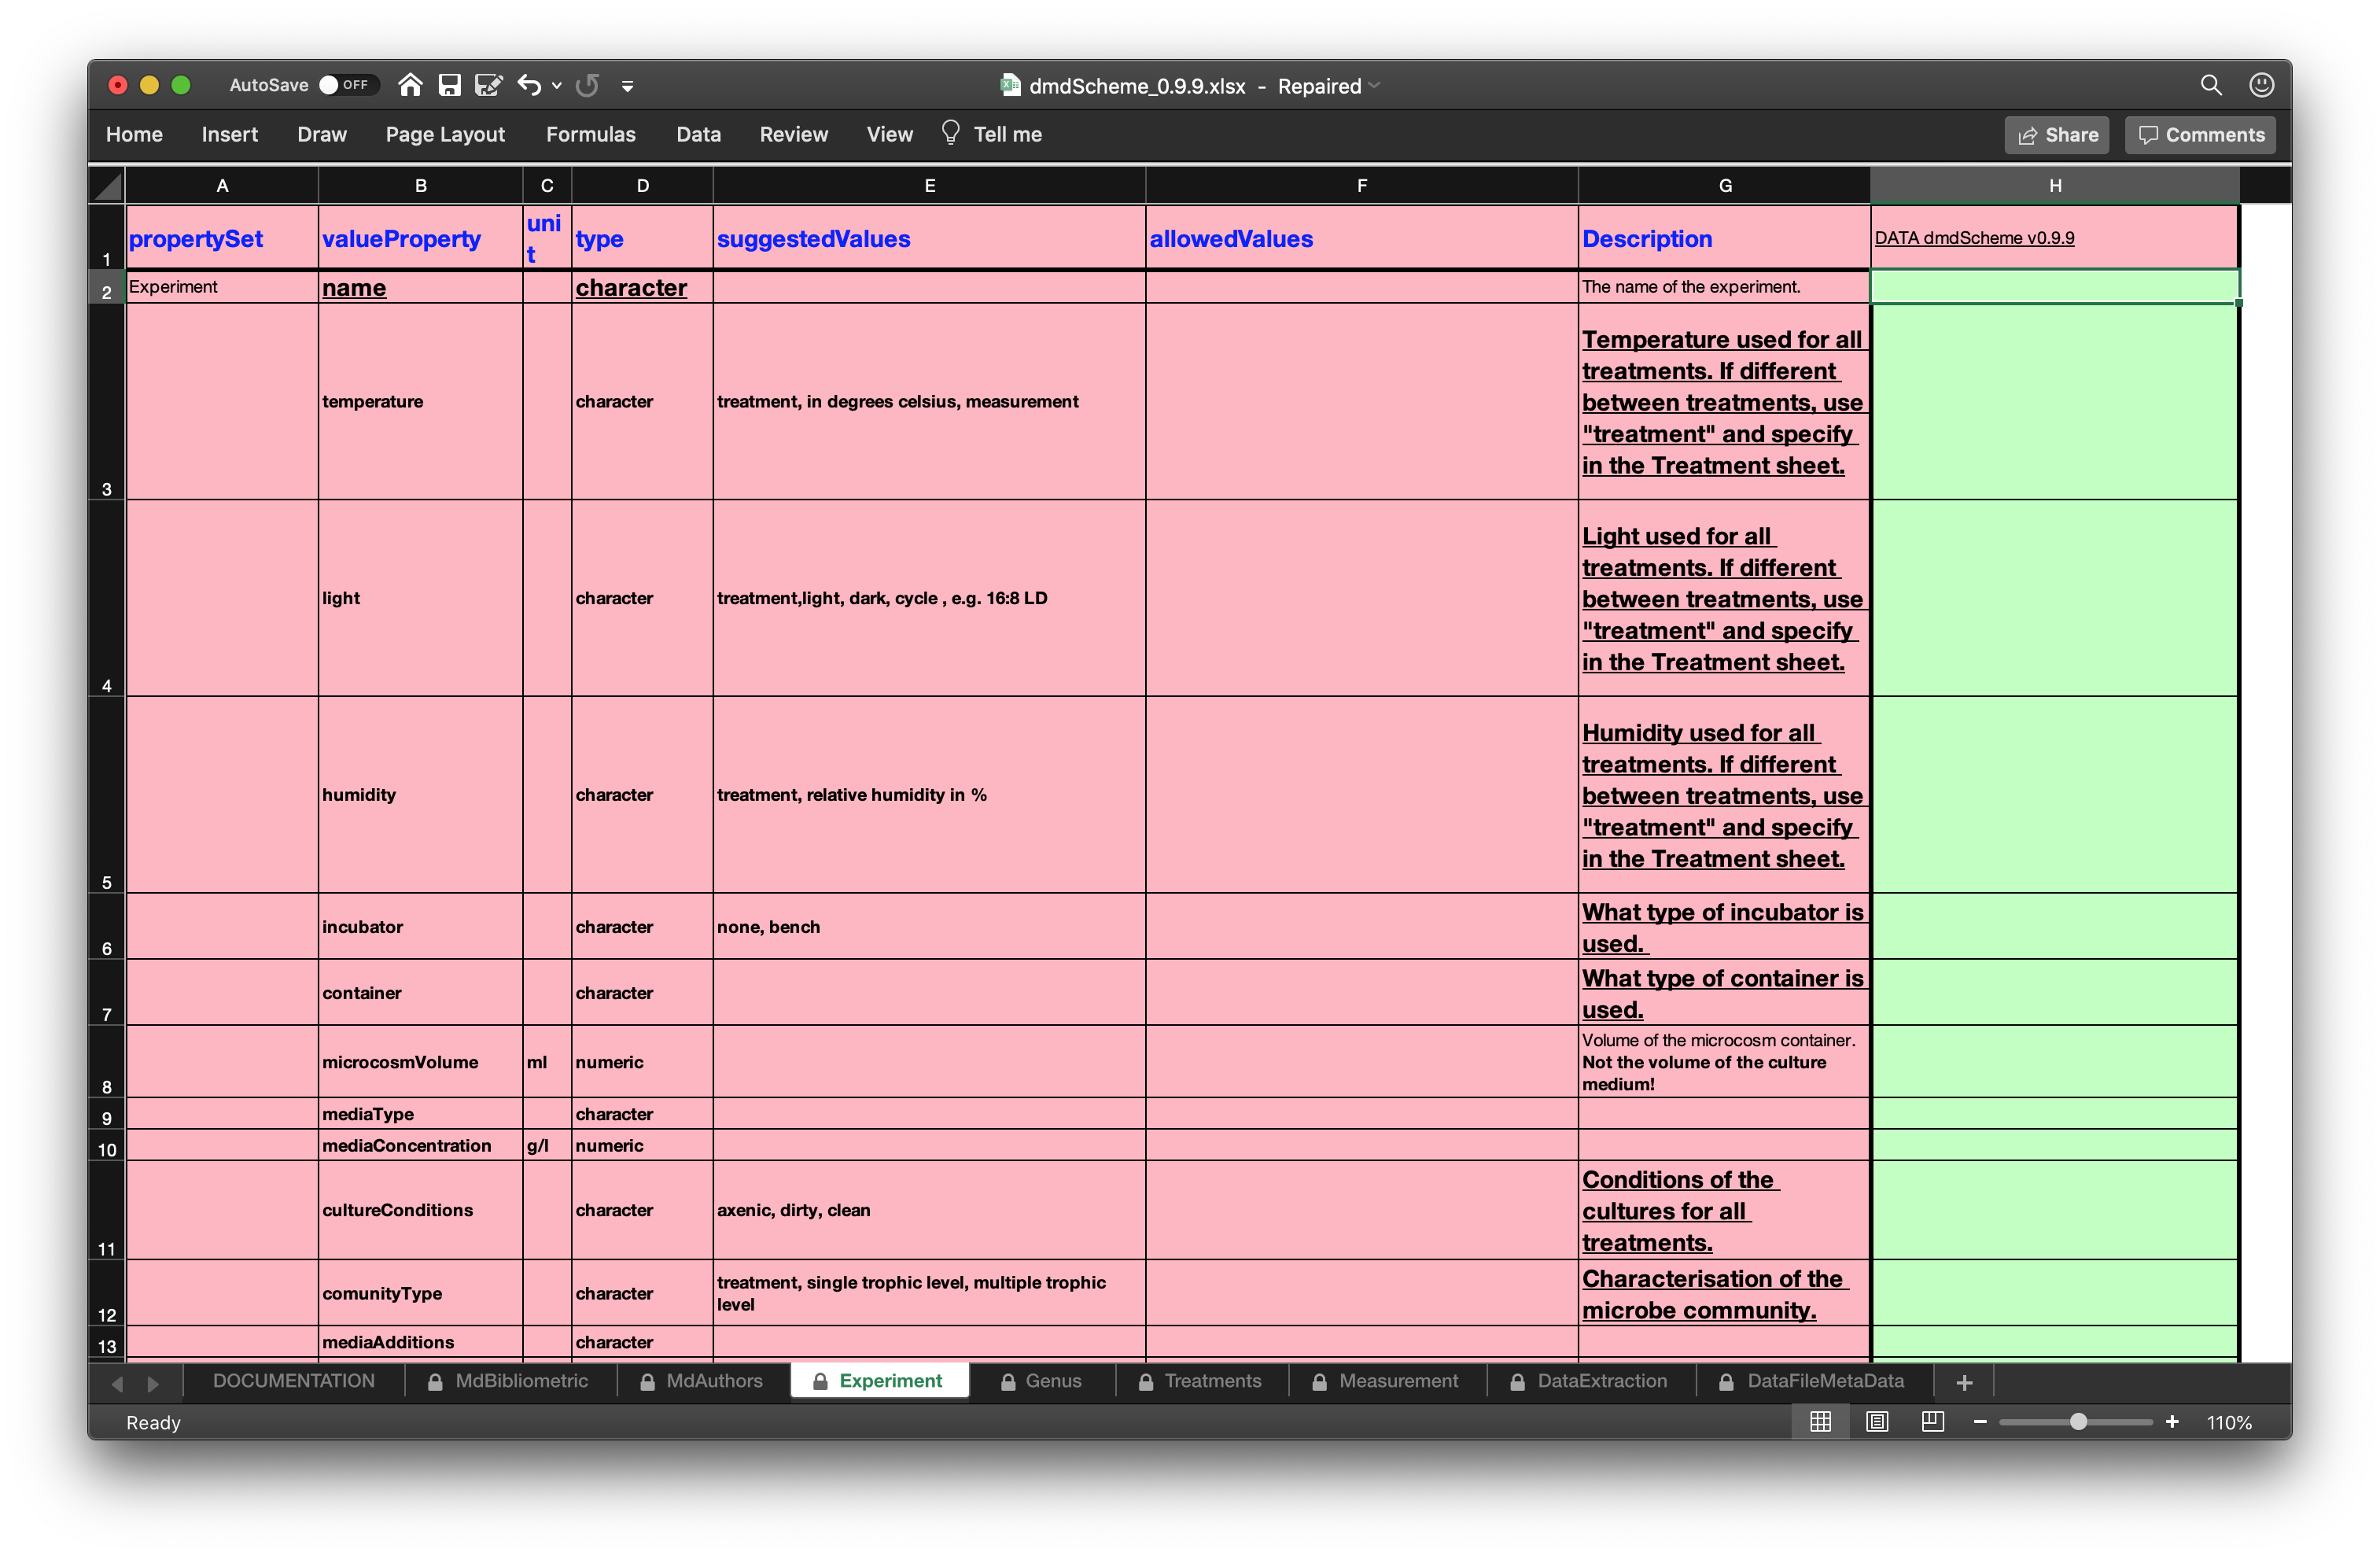 AutoSave OFF dmdScheme_0.9.9.xlsx - Repaired
Home Insert Draw Page Layout Formulas Data Review View Tell me Share Comments
A B C D E F G H
1 propertySet valueProperty uni
t type suggestedValues allowedValues Description DATA dmdScheme v0.9.9
2 Experiment name character The name of the experiment.
3 temperature character treatment, in degrees celsius, measurement
Temperature used for all
treatments. If different
between treatments, use
"treatment" and specify
in the Treatment sheet.
4 light character treatment,light, dark, cycle , e.g. 16:8 LD
Light used for all
treatments. If different
between treatments, use
"treatment" and specify
in the Treatment sheet.
5 humidity character treatment, relative humidity in %
Humidity used for all
treatments. If different
between treatments, use
"treatment" and specify
in the Treatment sheet.
6 incubator character none, bench
What type of incubator is
used.
7 container character
What type of container is
used.
8 microcosmVolume ml numeric
Volume of the microcosm container.
Not the volume of the culture
medium!
9 mediaType character
10 mediaConcentration g/l numeric
11 cultureConditions character axenic, dirty, clean
Conditions of the
cultures for all
treatments.
12 comunityType character treatment, single trophic level, multiple trophic
level
Characterisation of the
microbe community.
13 mediaAdditions character
DOCUMENTATION MdBibliometric MdAuthors Experiment Genus Treatments Measurement DataExtraction DataFileMetaData +
Ready 110%